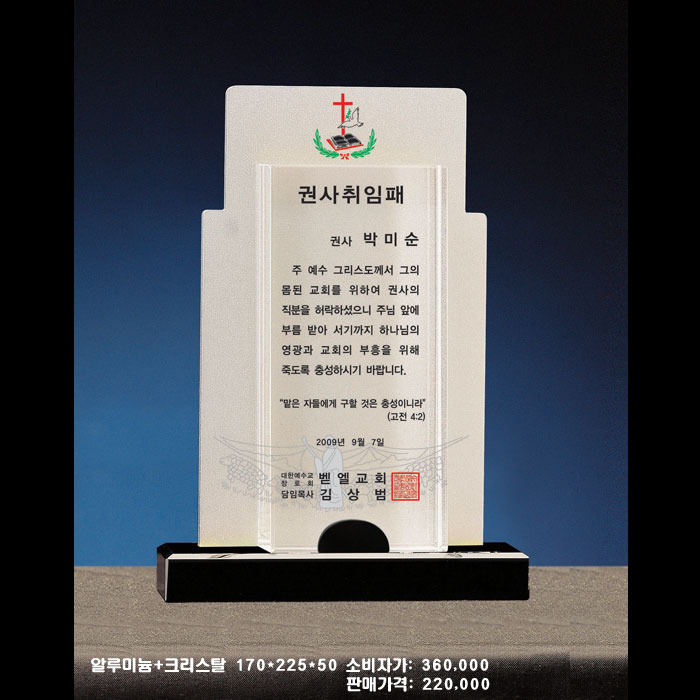 권사취임패
권사 박미순
주 예수 그리스도께서 그의
몸된 교회를 위하여 권사의
직분을 허락하셨으니 주님 앞에
부름 받아 서기까지 하나님의
영광과 교회의 부흥을 위해
죽도록 충성하시기 바랍니다.
"맡은 자들에게 구할 것은 충성이니라"
(고전 4:2)
2009년 9월 7일
대한예수교
장로회
벧엘교회
담임목사 김상범
알루미늄+크리스탈 170*225*50 소비자가: 360.000
판매가격: 220.000